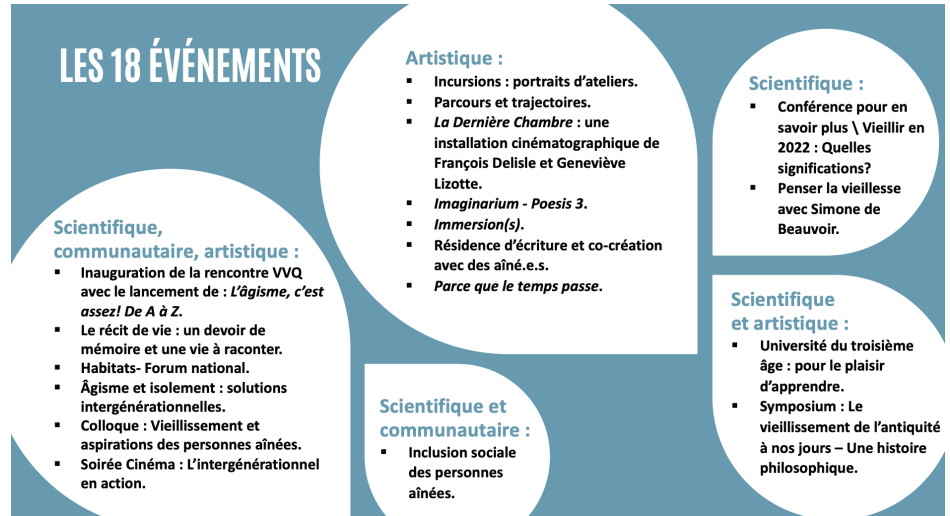 LES 18 ÉVÉNEMENTS
Artistique :
▪ Incursions : portraits d'ateliers.
▪ Parcours et trajectoires.
▪ La Dernière Chambre : une
installation cinématographique de
François Delisle et Geneviève
Lizotte.
▪ Imaginarium - Poesis 3.
▪ Immersion(s).
▪ Résidence d'écriture et co-création
avec des aîné.e.s.
▪ Parce que le temps passe.
Scientifique :
▪ Conférence pour en
savoir plus \ Vieillir en
2022 : Quelles
significations?
▪ Penser la vieillesse
avec Simone de
Beauvoir.
Scientifique,
communautaire, artistique :
▪ Inauguration de la rencontre VVQ
avec le lancement de : L'âgisme, c'est
assez! De A à Z.
▪ Le récit de vie : un devoir de
mémoire et une vie à raconter.
▪ Habitats- Forum national.
▪ Âgisme et isolement : solutions
intergénérationnelles.
▪ Colloque : Vieillissement et
aspirations des personnes aînées.
▪ Soirée Cinéma : L'intergénérationnel
en action.
Scientifique et
communautaire :
▪ Inclusion sociale
des personnes
aînées.
Scientifique
et artistique :
▪ Université du troisième
âge : pour le plaisir
d'apprendre.
▪ Symposium : Le
vieillissement de l'antiquité
à nos jours – Une histoire
philosophique.